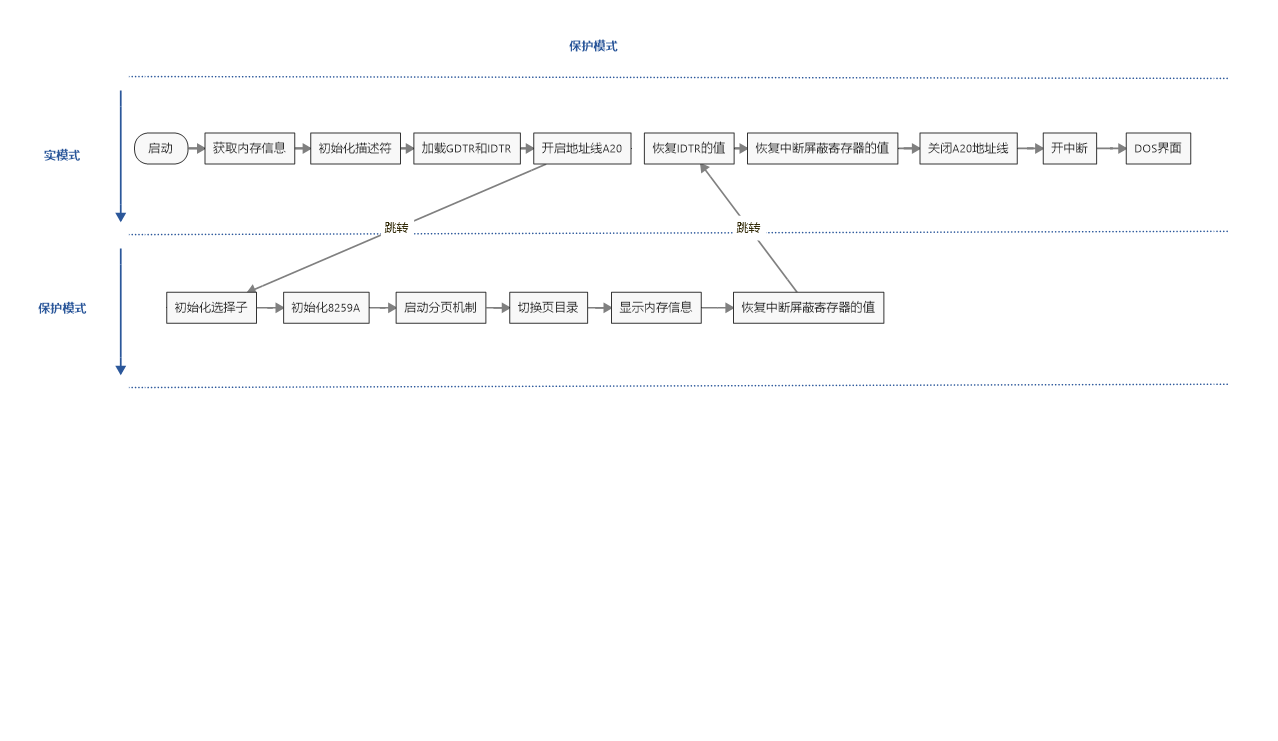 保护模式
实模式
启动
获取内存信息
初始化描述符
加载GDTR和IDTR
开启地址线A20
恢复IDTR的值
恢复中断屏蔽寄存器的值
关闭A20地址线
开中断
DOS界面
跳转
跳转
保护模式
初始化选择子
初始化8259A
启动分页机制
切换页目录
显示内存信息
恢复中断屏蔽寄存器的值